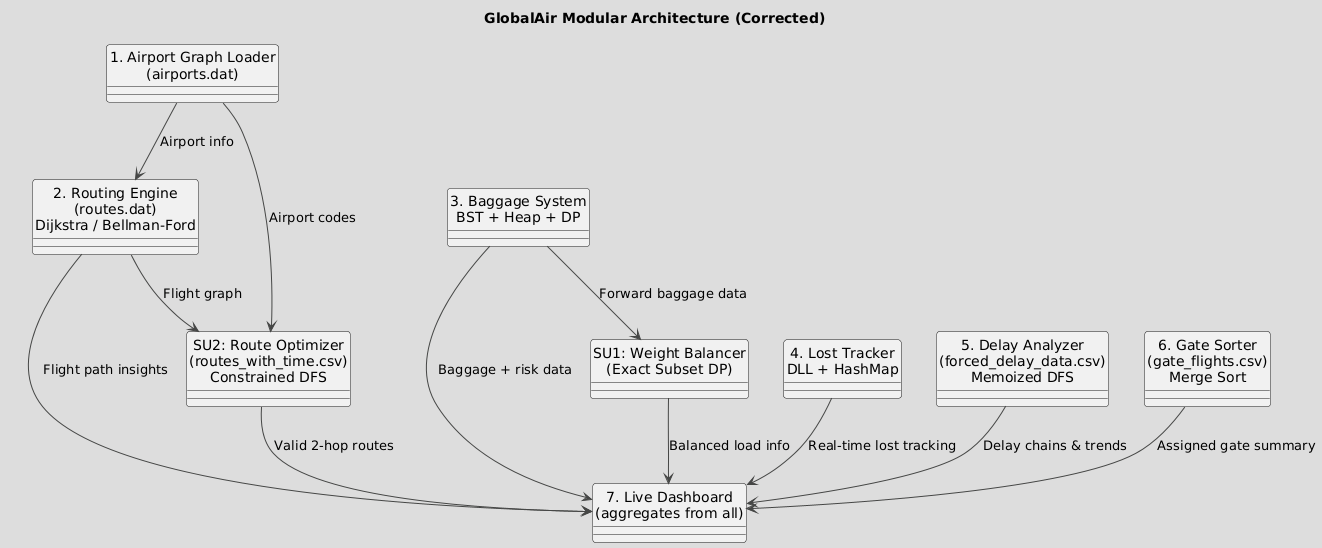 GlobalAir Modular Architecture (Corrected)
1. Airport Graph Loader
(airports.dat)
Airport info
2. Routing Engine
(routes.dat)
Dijkstra / Bellman-Ford
3. Baggage System
BST + Heap + DP
Airport codes
Flight graph
Forward baggage data
SU2: Route Optimizer
(routes_with_time.csv)
Constrained DFS
SU1: Weight Balancer
(Exact Subset DP)
4. Lost Tracker
DLL + HashMap
5. Delay Analyzer
(forced_delay_data.csv)
Memoized DFS
6. Gate Sorter
(gate_flights.csv)
Merge Sort
Flight path insights
Baggage + risk data
Valid 2-hop routes
Balanced load info
Real-time lost tracking
Delay chains & trends
Assigned gate summary
7. Live Dashboard
(aggregates from all)